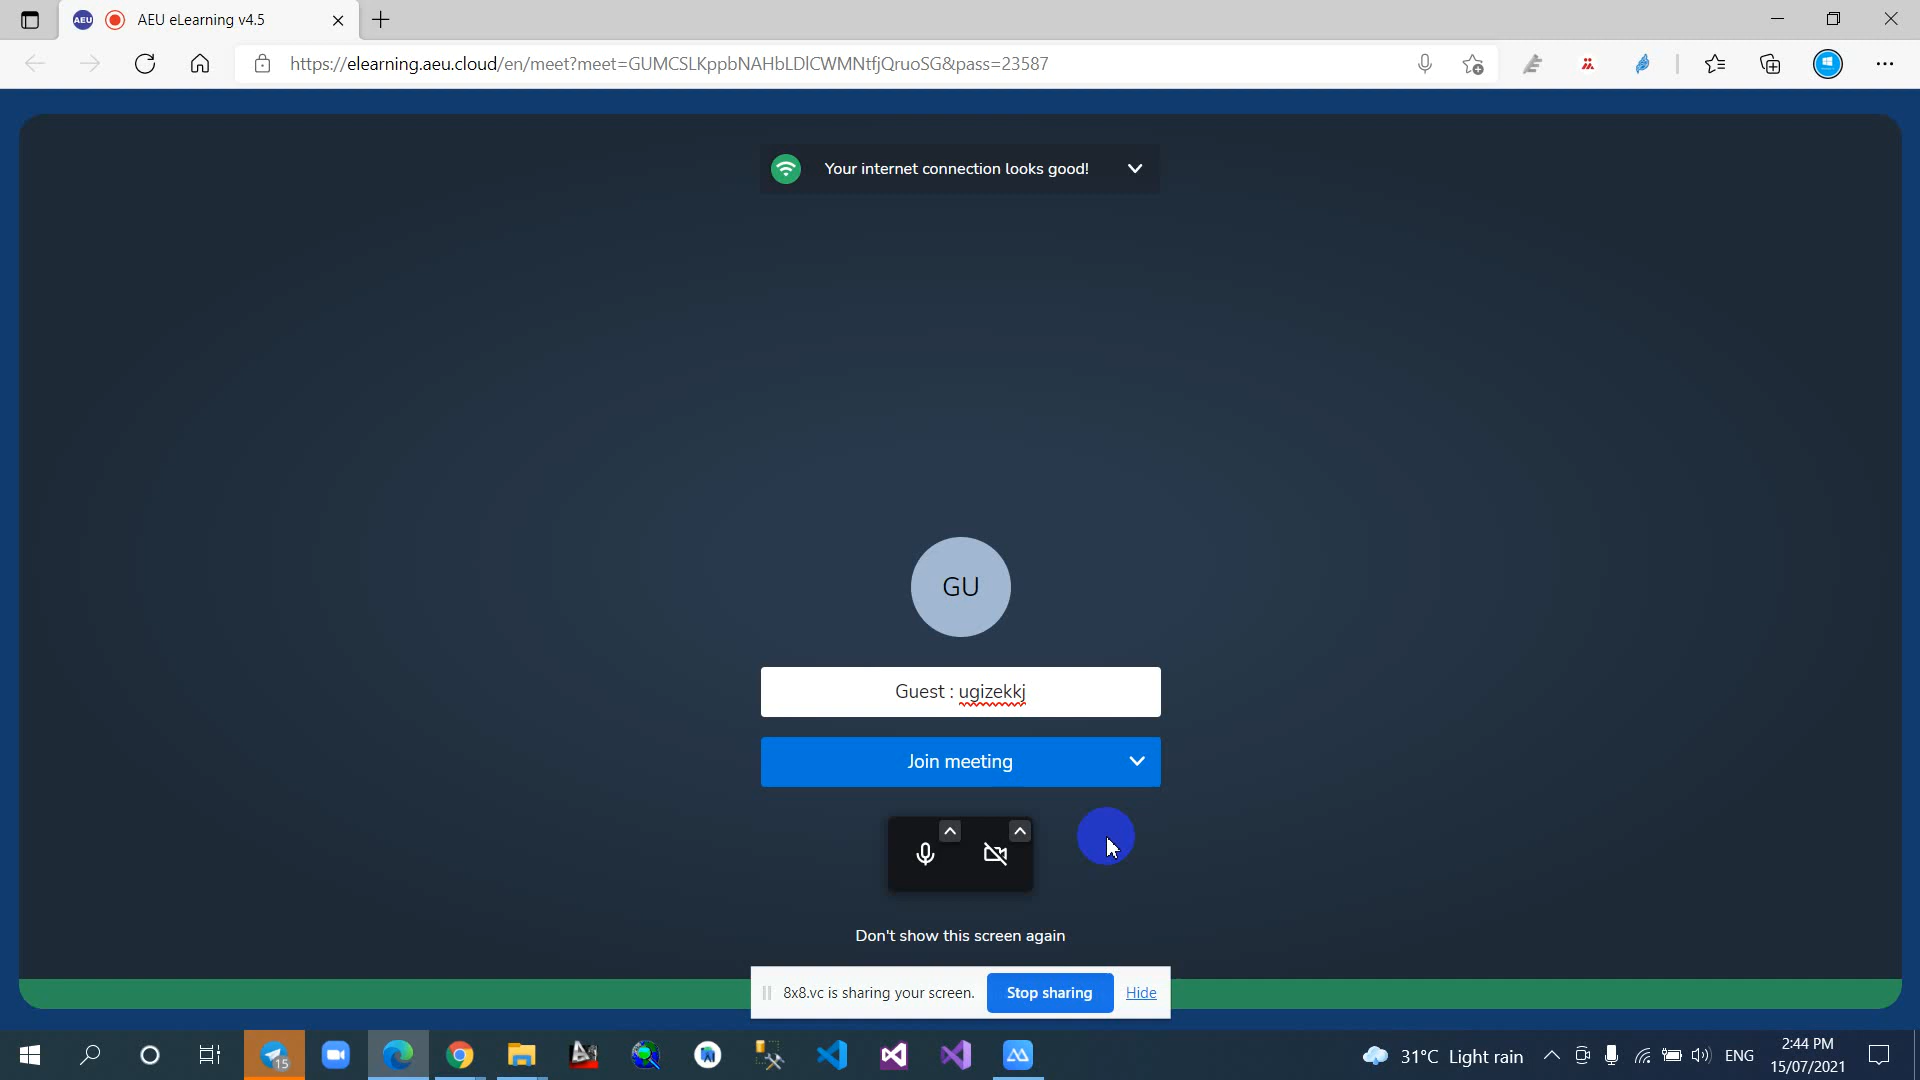 AEU AEU eLearning v4.5
https://elearning.aeu.cloud/en/meet?meet=GUMCSLKppbNAHbLDlCWMNtfjQruoSG&pass=23587
Your internet connection looks good!
GU
Guest : ugizekkj
Join meeting
Don't show this screen again
8x8.vc is sharing your screen. Stop sharing Hide
15
31°C Light rain
ENG
2:44 PM
15/07/2021